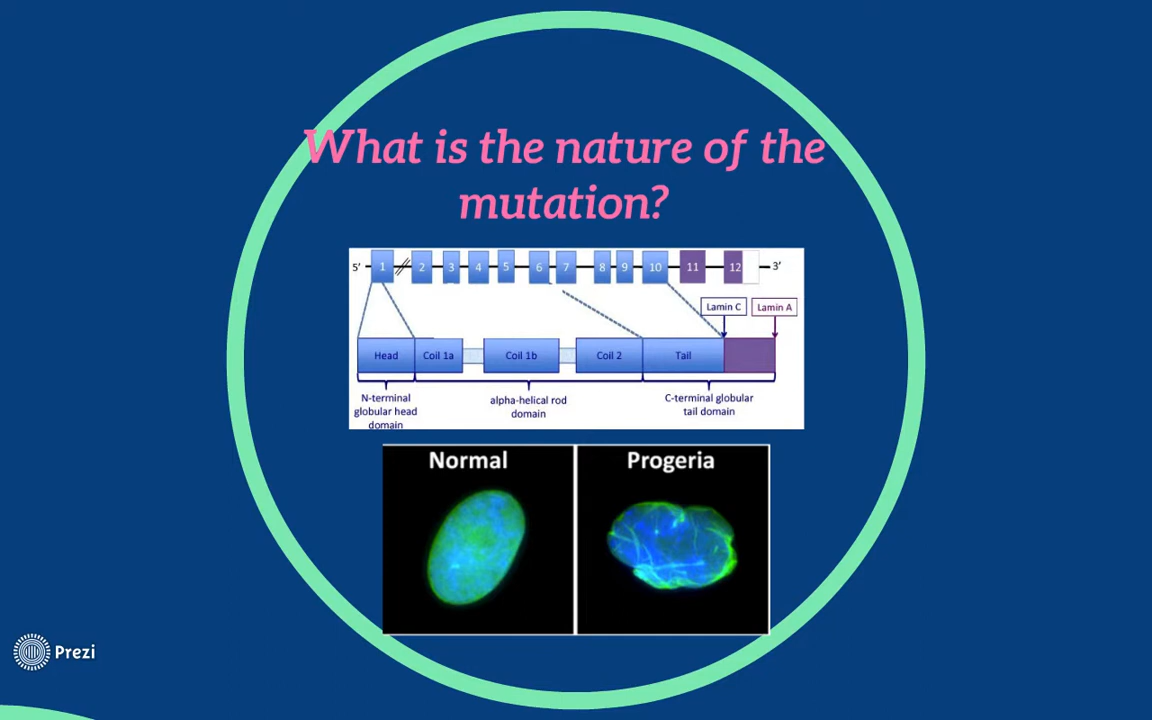 What is the nature of the
mutation?
5’ 1 2 3 4 5 6 7 8 9 10 11 12 3’
Lamin C Lamin A
Head Coil 1a Coil 1b Coil 2 Tail
N-terminal
globular head
domain
alpha-helical rod
domain
C-terminal globular
tail domain
Normal Progeria
Prezi